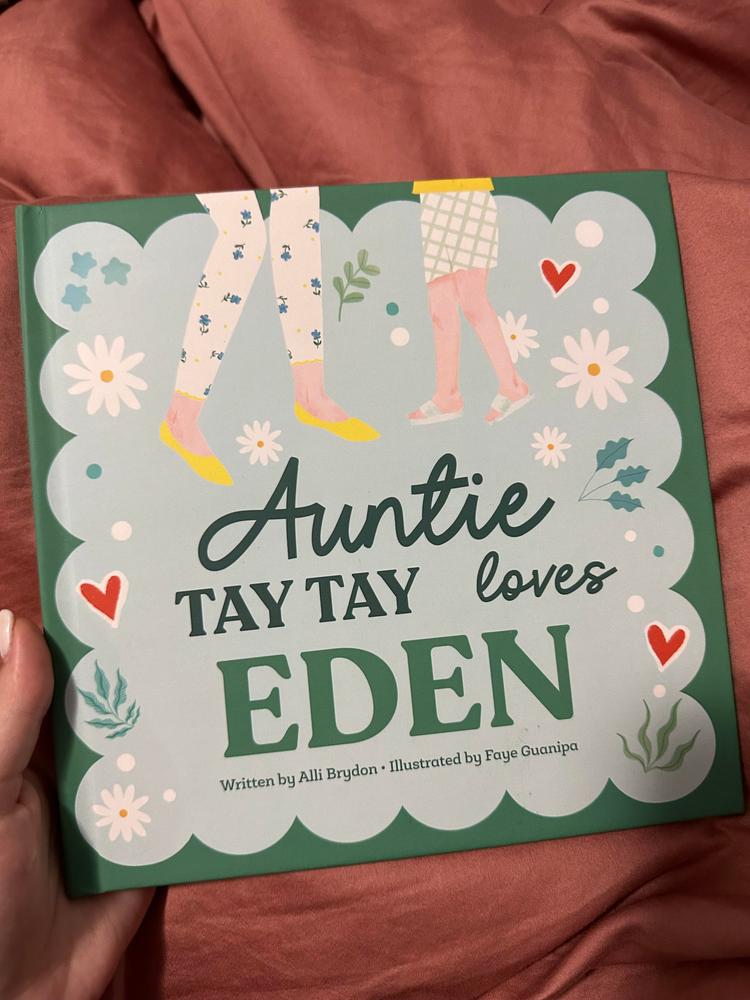 Auntie
TAY TAY loves
EDEN
Written by Alli Brydon • Illustrated by Faye Guanipa